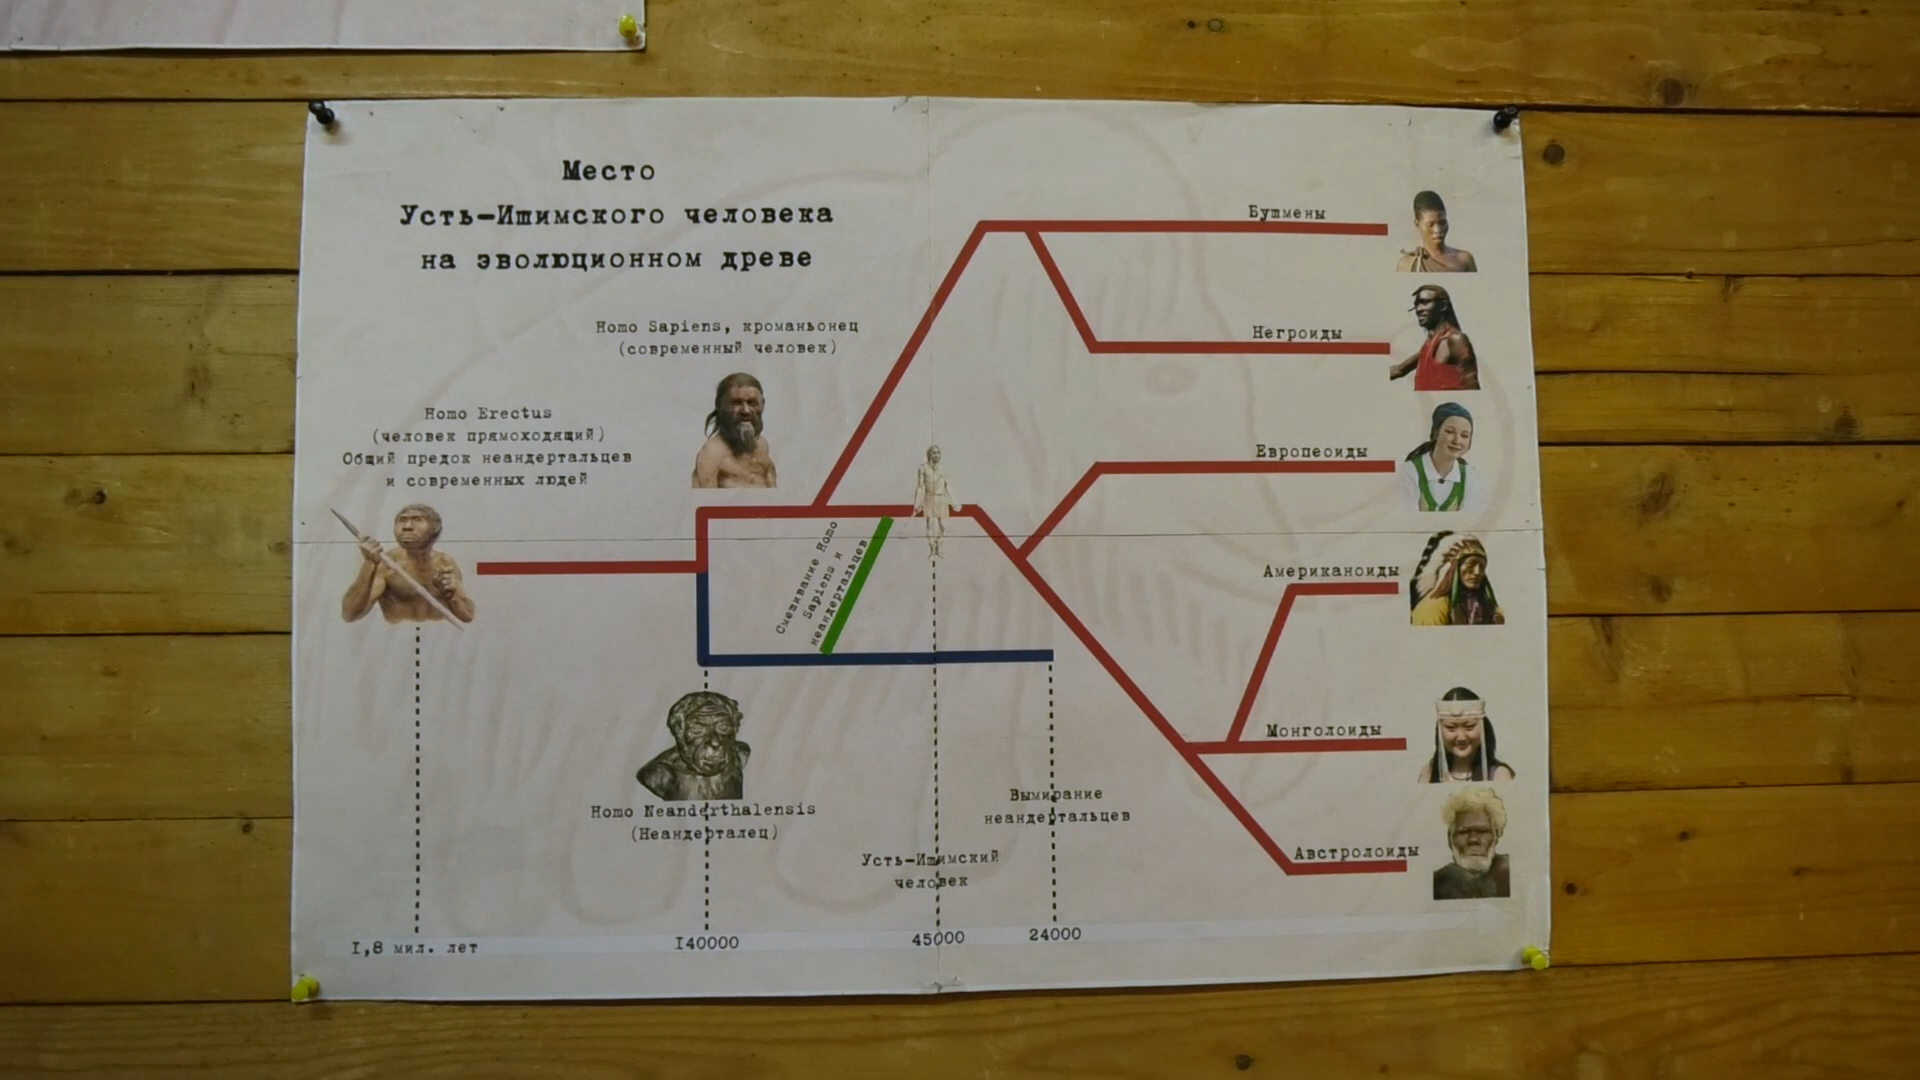 Место
Усть-Ишимского человека
на эволюционном древе
Homo Sapiens, кроманьонец
(современный человек)
Homo Erectus
(человек прямоходящий)
Общий предок неандертальцев
и современных людей
Бушмены
Негроиды
Европеоиды
Американоиды
Монголоиды
Австролоиды
Смешивание Homo
Sapiens и
неандертальцев
Homo Neanderthalensis
(Неандерталец)
Вымирание
неандертальцев
Усть-Ишимский
человек
I,8 мил. лет
I40000
45000
24000